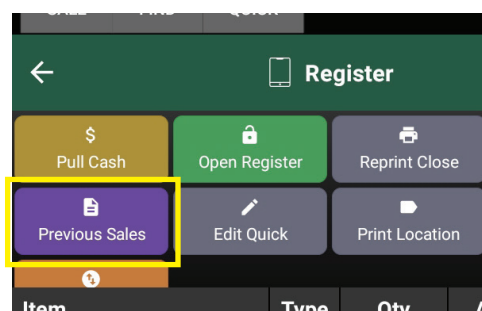 Register
$
Pull Cash
Open Register
Reprint Close
Previous Sales
Edit Quick
Print Location
Item
Type
Qty